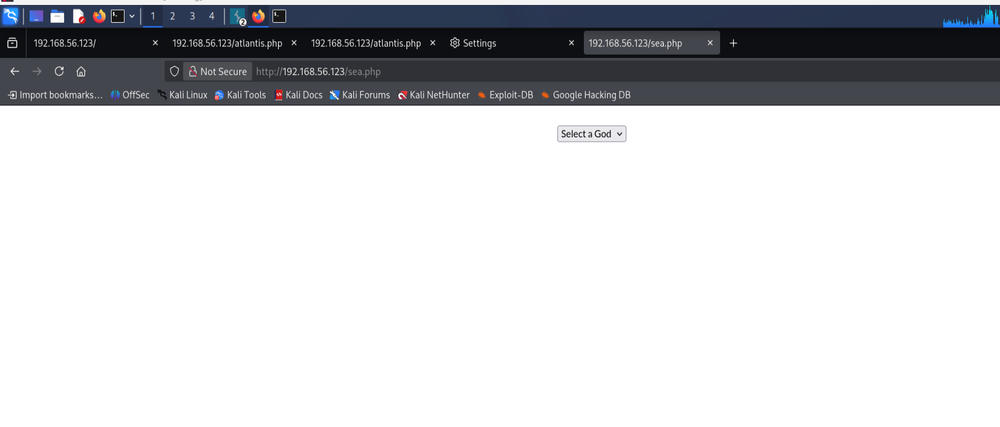 1 2 3 4 2
192.168.56.123/ 192.168.56.123/atlantis.php 192.168.56.123/atlantis.php Settings 192.168.56.123/sea.php
Not Secure http://192.168.56.123/sea.php
Import bookmarks... OffSec Kali Linux Kali Tools Kali Docs Kali Forums Kali NetHunter Exploit-DB Google Hacking DB
Select a God